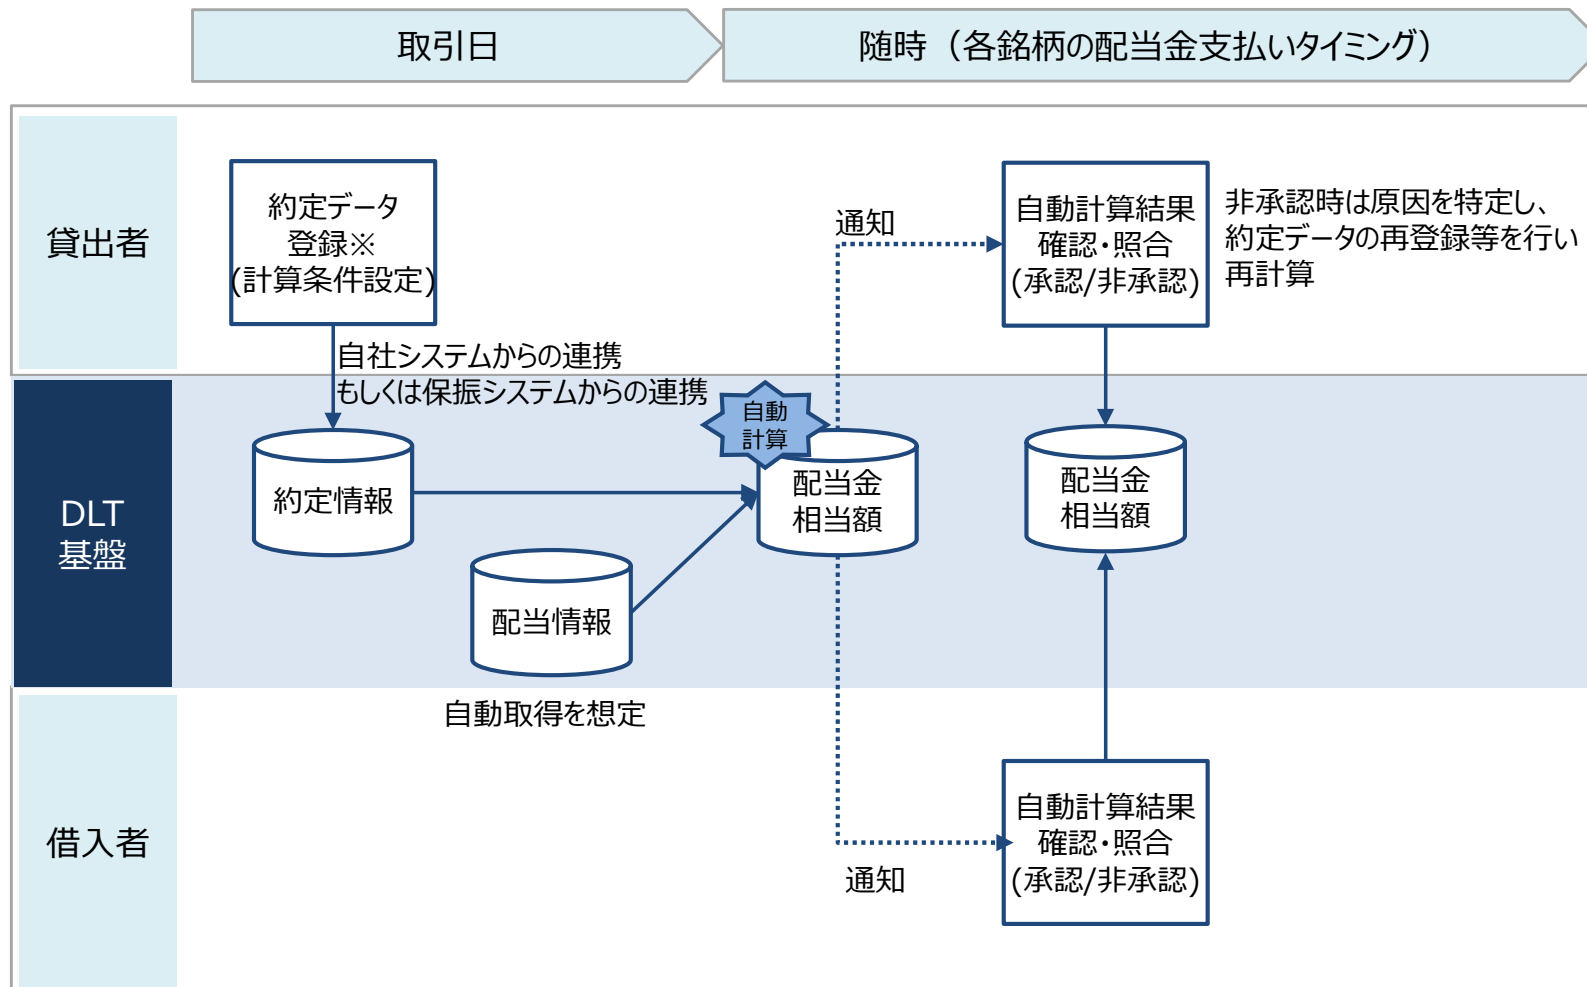 取引日
随時（各銘柄の配当金支払いタイミング）
貸出者
約定データ
登録※
(計算条件設定)
通知
自動計算結果
確認・照合
(承認/非承認)
非承認時は原因を特定し、
約定データの再登録等を行い
再計算
自社システムからの連携
もしくは保振システムからの連携
DLT
基盤
自動
計算
約定情報
配当金
相当額
配当金
相当額
配当情報
自動取得を想定
借入者
通知
自動計算結果
確認・照合
(承認/非承認)